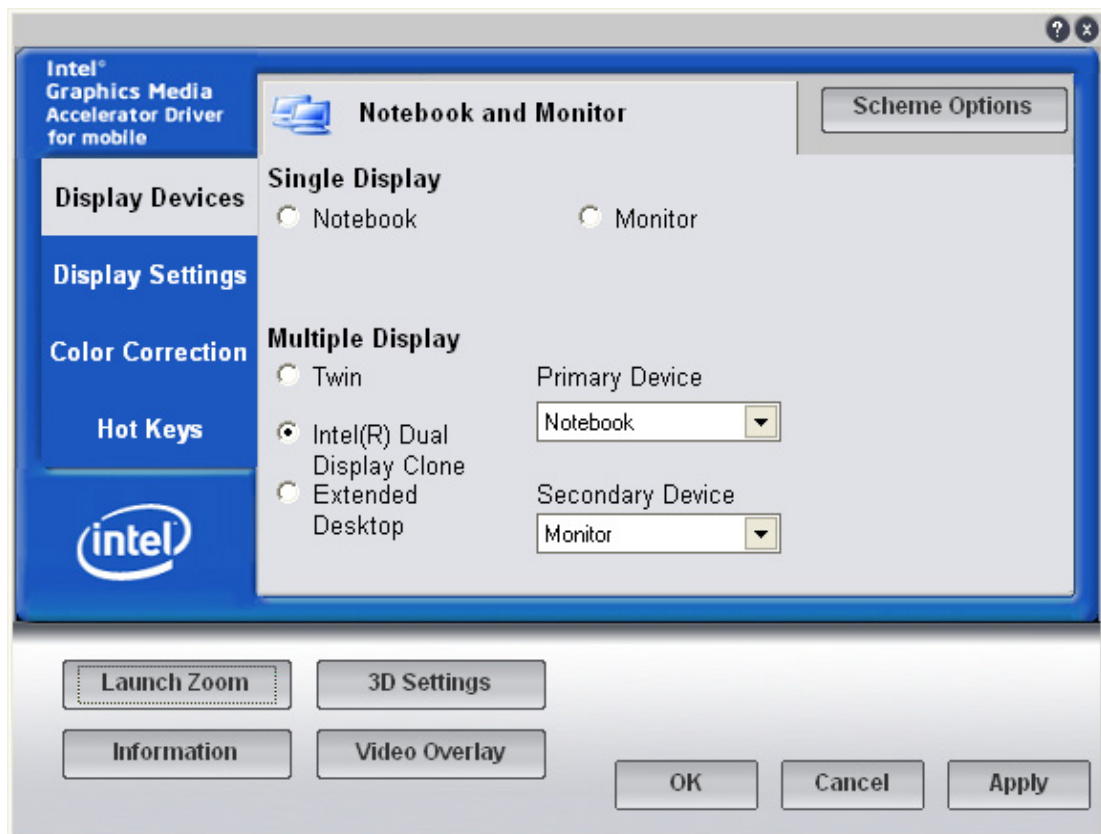 Intel®
Graphics Media
Accelerator Driver
for mobile
Notebook and Monitor
Scheme Options
Display Devices
Display Settings
Color Correction
Hot Keys
intel
Single Display
Notebook
Monitor
Multiple Display
Twin
Intel(R) Dual
Display Clone
Extended
Desktop
Primary Device
Notebook
Secondary Device
Monitor
Launch Zoom
3D Settings
Information
Video Overlay
OK
Cancel
Apply